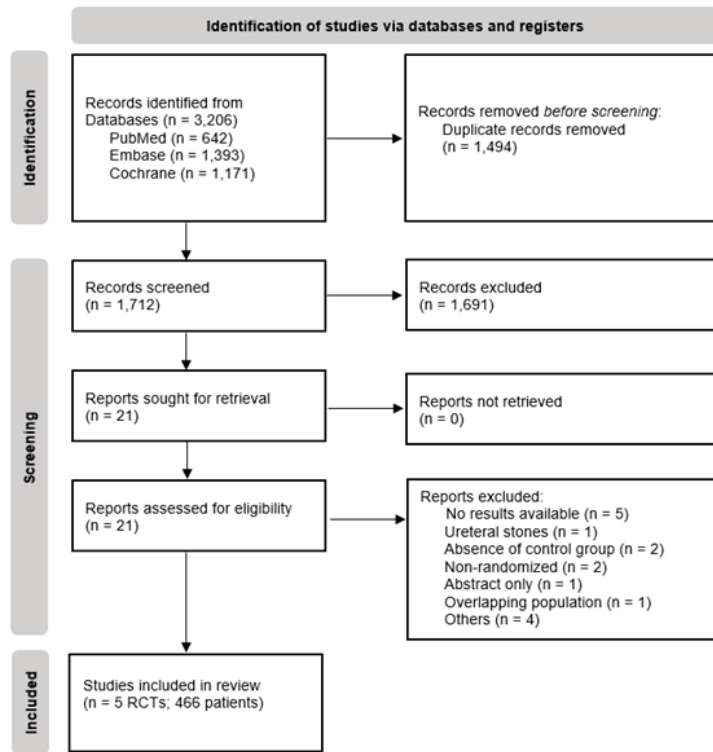 Identification of studies via databases and registers
Identification
Records identified from
Databases (n = 3,206)
PubMed (n = 642)
Embase (n = 1,393)
Cochrane (n = 1,171)
Records removed before screening:
Duplicate records removed
(n = 1,494)
Screening
Records screened
(n = 1,712)
Records excluded
(n = 1,691)
Reports sought for retrieval
(n = 21)
Reports not retrieved
(n = 0)
Reports assessed for eligibility
(n = 21)
Reports excluded:
No results available (n = 5)
Ureteral stones (n = 1)
Absence of control group (n = 2)
Non-randomized (n = 2)
Abstract only (n = 1)
Overlapping population (n = 1)
Others (n = 4)
Included
Studies included in review
(n = 5 RCTs; 466 patients)